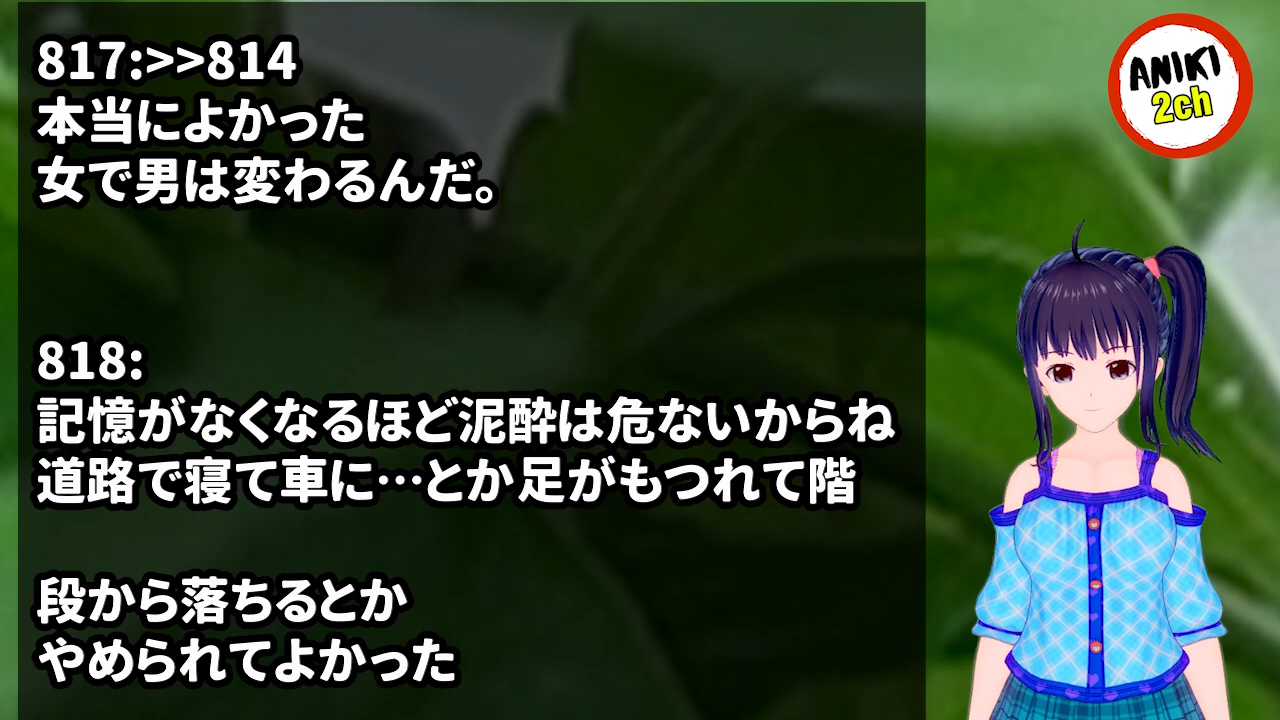 817:>>814
本当によかった
女で男は変わるんだ。
818:
記憶がなくなるほど泥酔は危ないからね
道路で寝て車に…とか足がもつれて階
段から落ちるとか
やめられてよかった
ANIKI
2ch